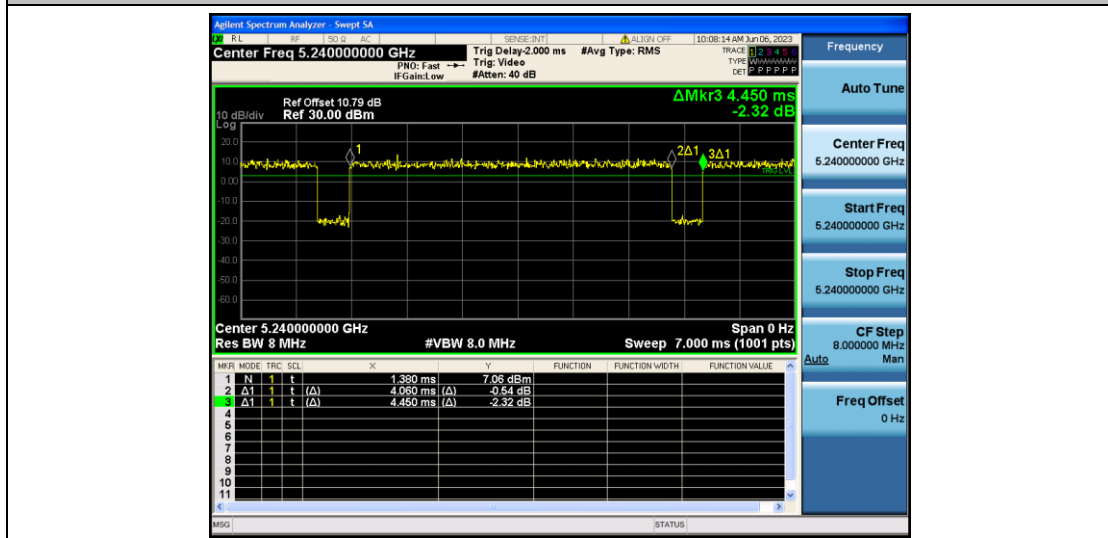 Agilent Spectrum Analyzer - Swept SA
RL RF 50 Ω AC SENSE:INT ALIGN OFF 10:08:14 AM Jun 06, 2023
Center Freq 5.240000000 GHz
PNO: Fast
IFGain:Low
Trig Delay-2.000 ms
Trig: Video
#Atten: 40 dB
#Avg Type: RMS
TRACE 1 2 3 4 5 6
TYPE
DET P P P P P P
Frequency
Auto Tune
Center Freq
5.240000000 GHz
Start Freq
5.240000000 GHz
Stop Freq
5.240000000 GHz
CF Step
8.000000 MHz
Auto Man
Freq Offset
0 Hz
ΔMkr3 4.450 ms
-2.32 dB
Ref Offset 10.79 dB
10 dB/div Ref 30.00 dBm
Log
20.0
10.0
0.00
-10.0
-20.0
-30.0
-40.0
-50.0
-60.0
1
2Δ1
3Δ1
TRIG LVL
Center 5.240000000 GHz Span 0 Hz
Res BW 8 MHz #VBW 8.0 MHz Sweep 7.000 ms (1001 pts)
MKR MODE TRC SCL X Y FUNCTION FUNCTION WIDTH FUNCTION VALUE
1 N 1 t 1.380 ms 7.06 dBm
2 Δ1 1 t (Δ) 4.060 ms (Δ) -0.54 dB
3 Δ1 1 t (Δ) 4.450 ms (Δ) -2.32 dB
4
5
6
7
8
9
10
11
MSG STATUS